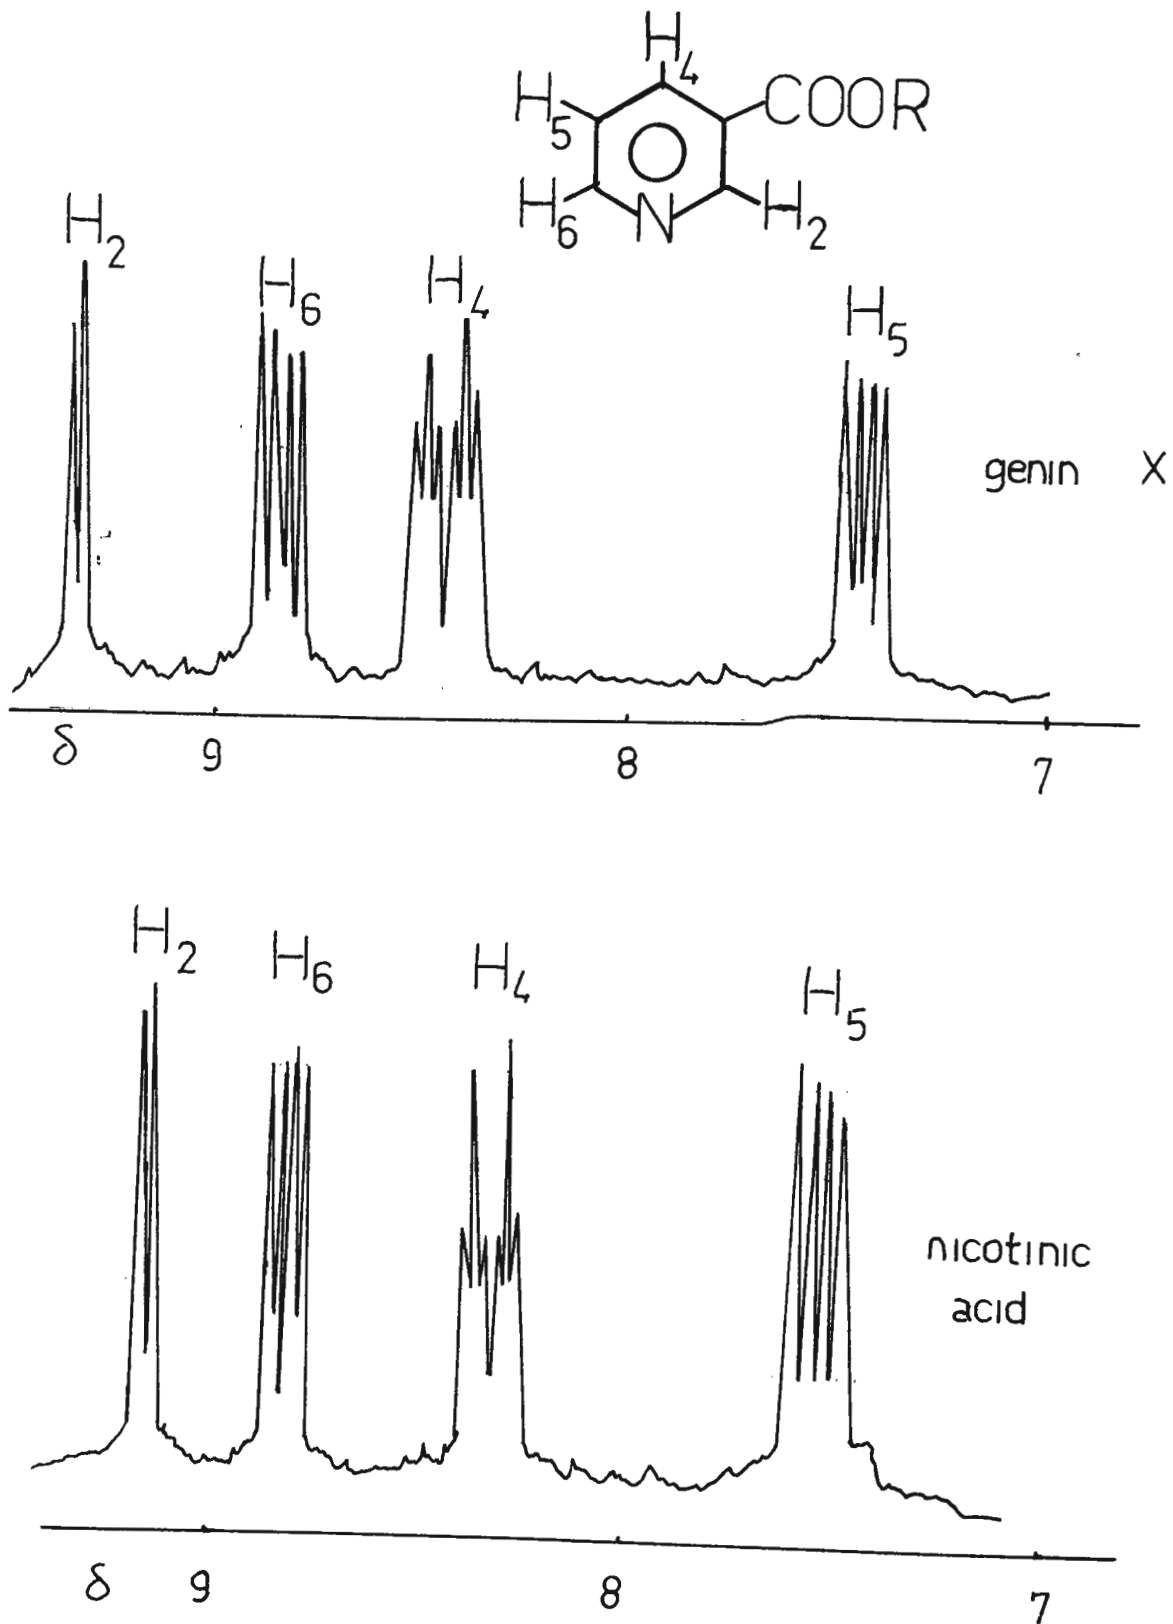 H4
H5 COOR
H6 N H2
H2 H6 H4 H5
genin X
δ 9 8 7
H2 H6 H4 H5
nicotinic
acid
δ 9 8 7